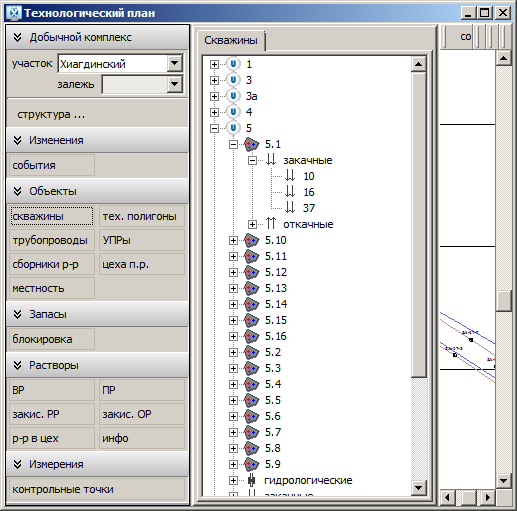 Технологический план
Добычной комплекс
участок Хиагдинский
залежь
структура ...
Изменения
события
Объекты
скважины тех. полигоны
трубопроводы УПРы
сборники р-р цеха п.р.
местность
Запасы
блокировка
Растворы
ВР ПР
закис. РР закис. ОР
р-р в цех инфо
Измерения
контрольные точки
Скважины
1
3
3а
4
5
5.1
закачные
10
16
37
откачные
5.10
5.11
5.12
5.13
5.14
5.15
5.16
5.2
5.3
5.4
5.5
5.6
5.7
5.8
5.9
гидрологические
закачные
со